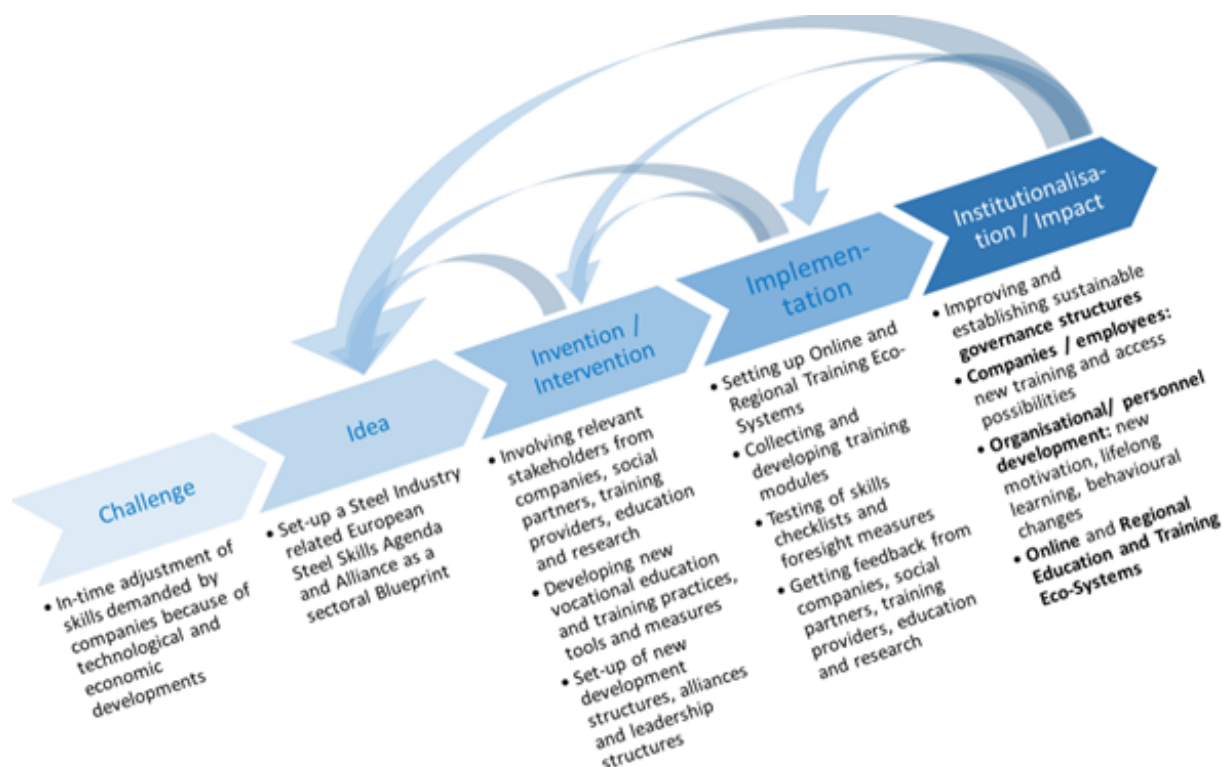 Challenge
• In-time adjustment of
skills demanded by
companies because of
technological and
economic
developments
Idea
• Set-up a Steel Industry
related European
Steel Skills Agenda
and Alliance as a
sectoral Blueprint
Invention /
Intervention
• Involving relevant
stakeholders from
companies, social
partners, training
providers, education
and research
• Developing new
vocational education
and training practices,
tools and measures
• Set-up of new
development
structures, alliances
and leadership
structures
Implemen-
tation
• Setting up Online and
Regional Training Eco-
Systems
• Collecting and
developing training
modules
• Testing of skills
checklists and
foresight measures
• Getting feedback from
companies, social
partners, training
providers, education
and research
Institutionalisa-
tion / Impact
• Improving and
establishing sustainable
governance structures
• Companies / employees:
new training and access
possibilities
• Organisational/ personnel
development: new
motivation, lifelong
learning, behavioural
changes
• Online and Regional
Education and Training
Eco-Systems